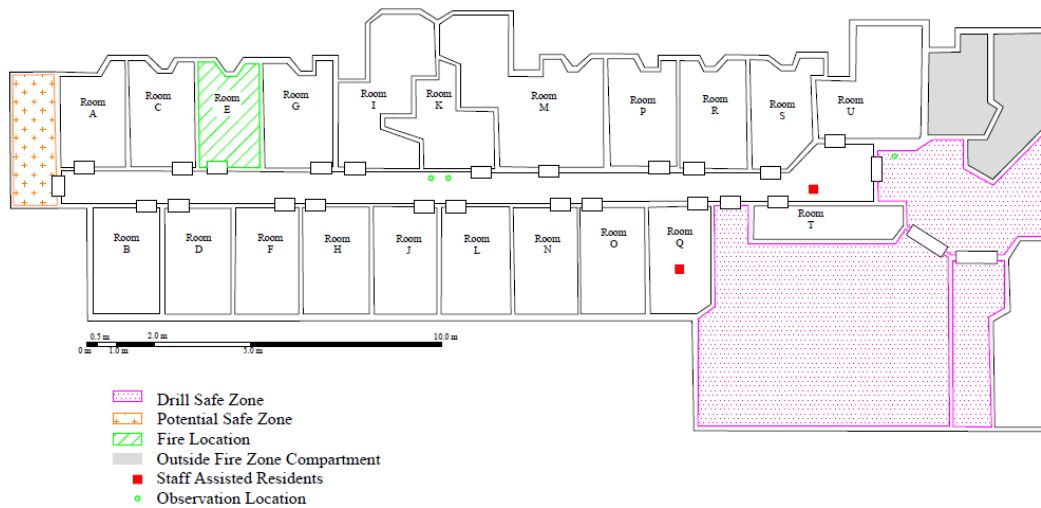 Room
A
Room
C
Room
E
Room
G
Room
I
Room
K
Room
M
Room
P
Room
R
Room
S
Room
U
Room
B
Room
D
Room
F
Room
H
Room
J
Room
L
Room
N
Room
O
Room
Q
Room
T
0.5 m
2.0 m
10.0 m
0 m
1.0 m
5.0 m
Drill Safe Zone
Potential Safe Zone
Fire Location
Outside Fire Zone Compartment
Staff Assisted Residents
Observation Location